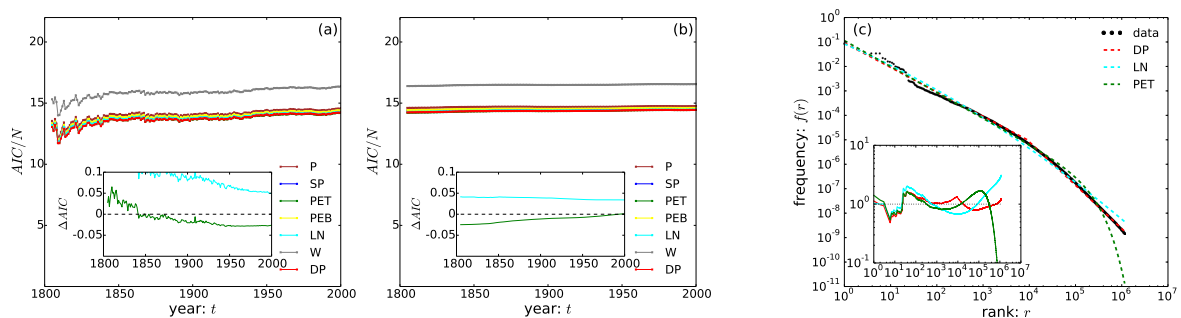 (a)
20
15
10
5
AIC/N
0.1
0.05
0
-0.05
ΔAIC
1800 1850 1900 1950 2000
P
SP
PET
PEB
LN
W
DP
1800 1850 1900 1950 2000
year: t
(b)
20
15
10
5
AIC/N
0.1
0.05
0
-0.05
ΔAIC
1800 1850 1900 1950 2000
P
SP
PET
PEB
LN
W
DP
1800 1850 1900 1950 2000
year: t
(c)
data
DP
LN
PET
10^0
10^-1
10^-2
10^-3
10^-4
10^-5
10^-6
10^-7
10^-8
10^-9
10^-10
10^-11
frequency: f(r)
10^1
10^0
10^-1
10^0 10^1 10^2 10^3 10^4 10^5 10^6 10^7
10^0 10^1 10^2 10^3 10^4 10^5 10^6 10^7
rank: r